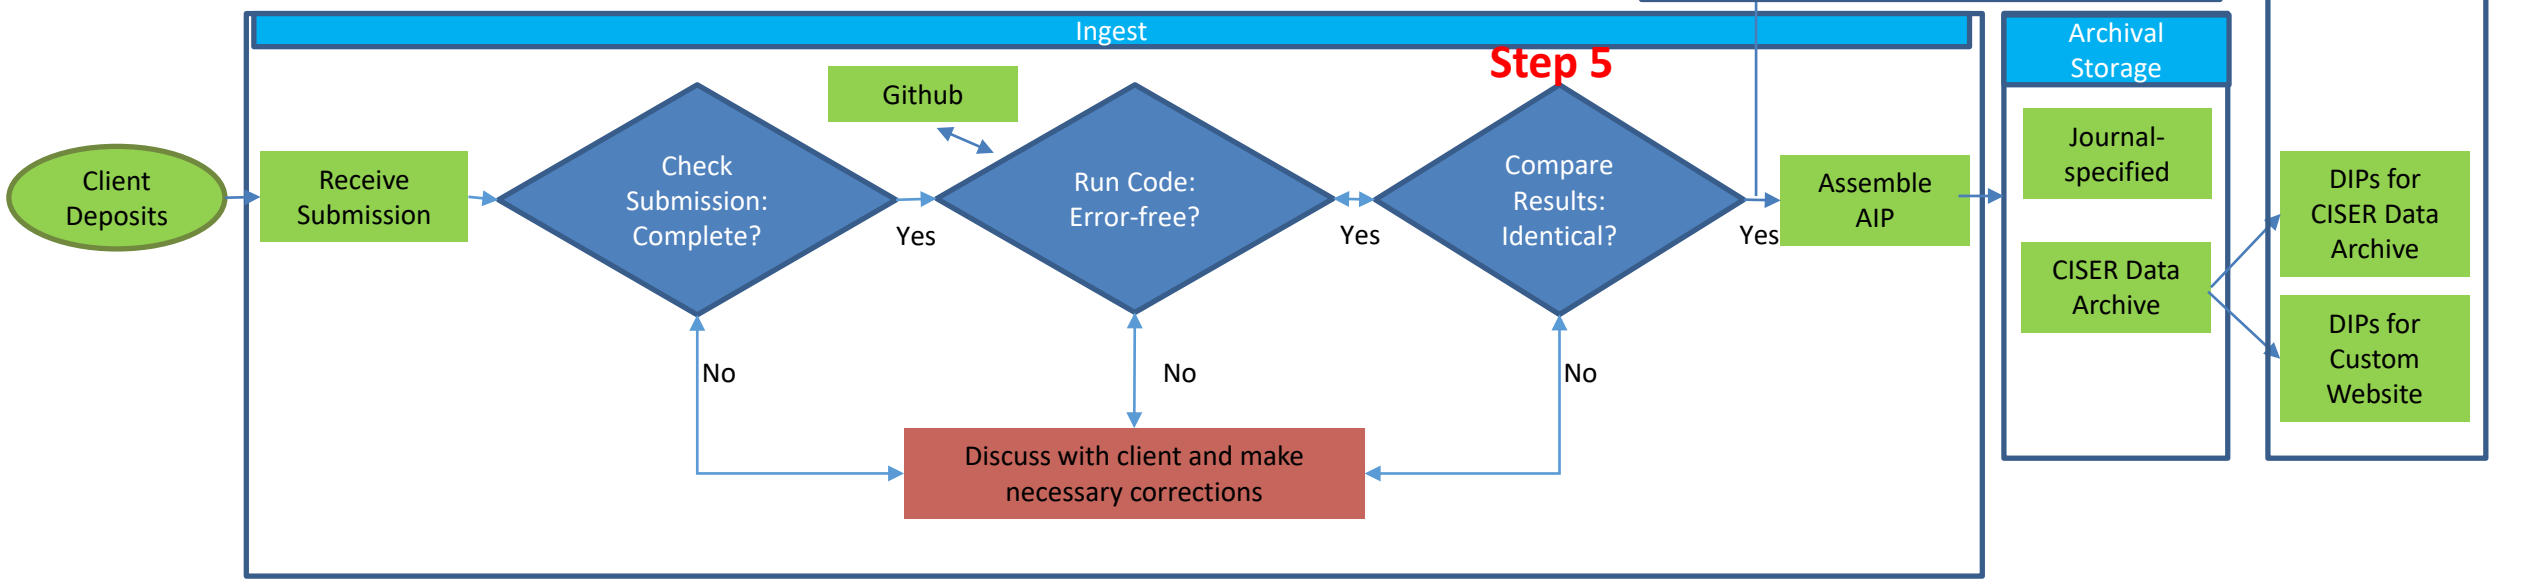 Ingest
Step 5
Archival
Storage
Github
Client
Deposits
Receive
Submission
Check
Submission:
Complete?
Yes
Run Code:
Error-free?
Yes
Compare
Results:
Identical?
Yes
Assemble
AIP
Journal-
specified
CISER Data
Archive
DIPs for
CISER Data
Archive
DIPs for
Custom
Website
No
No
No
Discuss with client and make
necessary corrections